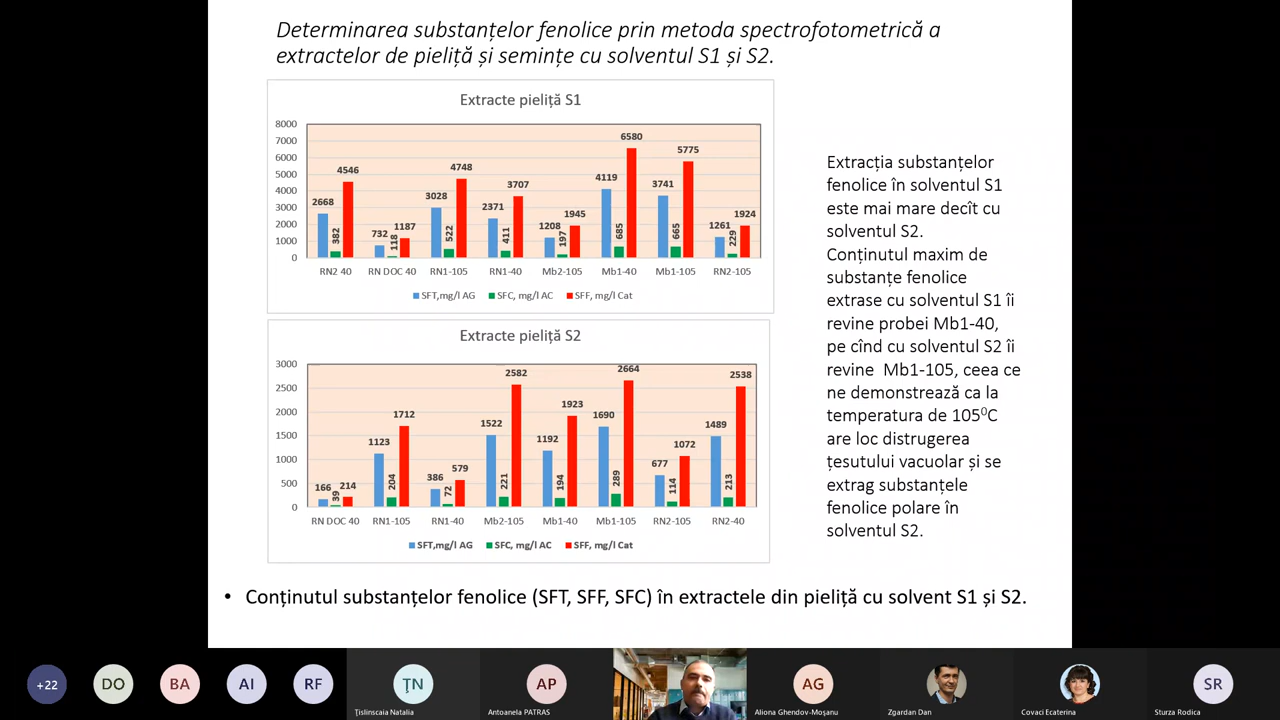 Determinarea substanțelor fenolice prin metoda spectrofotometrică a
extractelor de pieliță și semințe cu solventul S1 și S2.
Extracte pieliță S1
8000
7000
6000
5000
4000
3000
2000
1000
0
2668 382 4546
732 118 1187
3028 522 4748
2371 411 3707
1208 197 1945
4119 685 6580
3741 665 5775
1261 229 1924
RN2 40 RN DOC 40 RN1-105 RN1-40 Mb2-105 Mb1-40 Mb1-105 RN2-105
SFT,mg/l AG SFC, mg/l AC SFF, mg/l Cat
Extracte pieliță S2
3000
2500
2000
1500
1000
500
0
166 39 214
1123 204 1712
386 72 579
1522 221 2582
1192 194 1923
1690 289 2664
677 114 1072
1489 213 2538
RN DOC 40 RN1-105 RN1-40 Mb2-105 Mb1-40 Mb1-105 RN2-105 RN2-40
SFT,mg/l AG SFC, mg/l AC SFF, mg/l Cat
Extracția substanțelor
fenolice în solventul S1
este mai mare decît cu
solventul S2.
Conținutul maxim de
substanțe fenolice
extrase cu solventul S1 îi
revine probei Mb1-40,
pe cînd cu solventul S2 îi
revine Mb1-105, ceea ce
ne demonstrează ca la
temperatura de 105⁰C
are loc distrugerea
țesutului vacuolar și se
extrag substanțele
fenolice polare în
solventul S2.
• Conținutul substanțelor fenolice (SFT, SFF, SFC) în extractele din pieliță cu solvent S1 și S2.
+22 DO BA AI RF ŢN AP AG SR
Ţislinscaia Natalia Antoanela PATRAS Aliona Ghendov-Moșanu Zgardan Dan Covaci Ecaterina Sturza Rodica